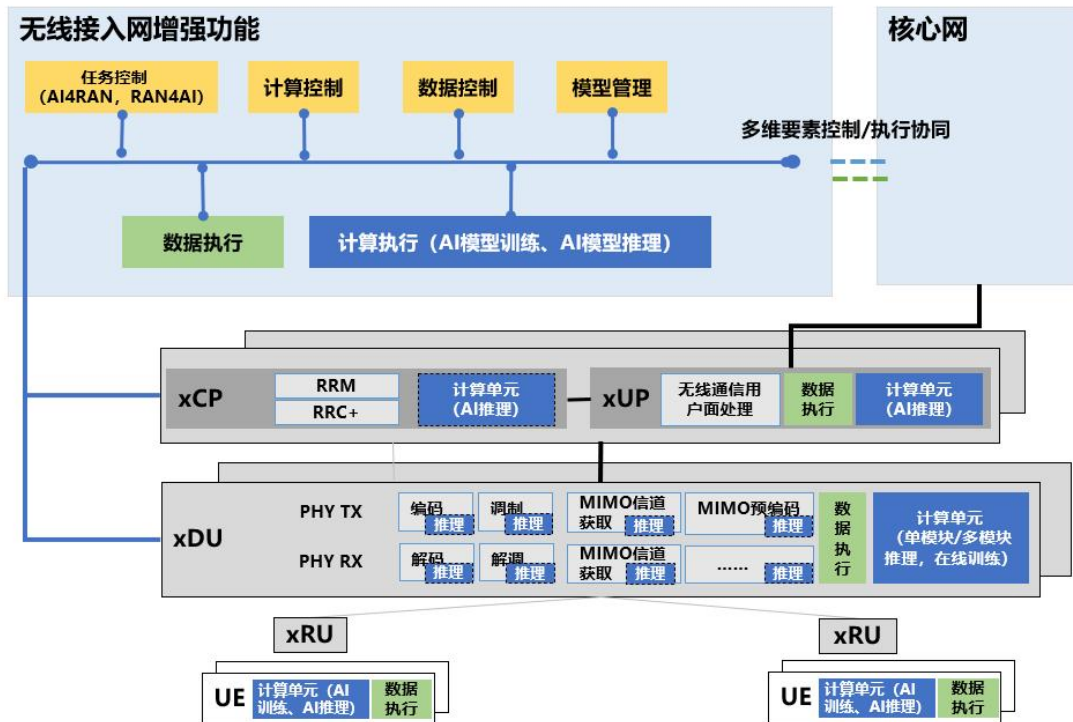 无线接入网增强功能
核心网
任务控制
(AI4RAN，RAN4AI)
计算控制
数据控制
模型管理
多维要素控制/执行协同
数据执行
计算执行（AI模型训练、AI模型推理）
xCP
RRM
RRC+
计算单元
(AI推理)
xUP
无线通信用
户面处理
数据
执行
计算单元
(AI推理)
xDU
PHY TX
编码
推理
调制
推理
MIMO信道
获取
推理
MIMO预编码
推理
PHY RX
解码
推理
解调
推理
MIMO信道
获取
推理
……
推理
数
据
执
行
计算单元
(单模块/多模块
推理，在线训练)
xRU
xRU
UE
计算单元（AI
训练、AI推理）
数据
执行
UE
计算单元（AI
训练、AI推理）
数据
执行